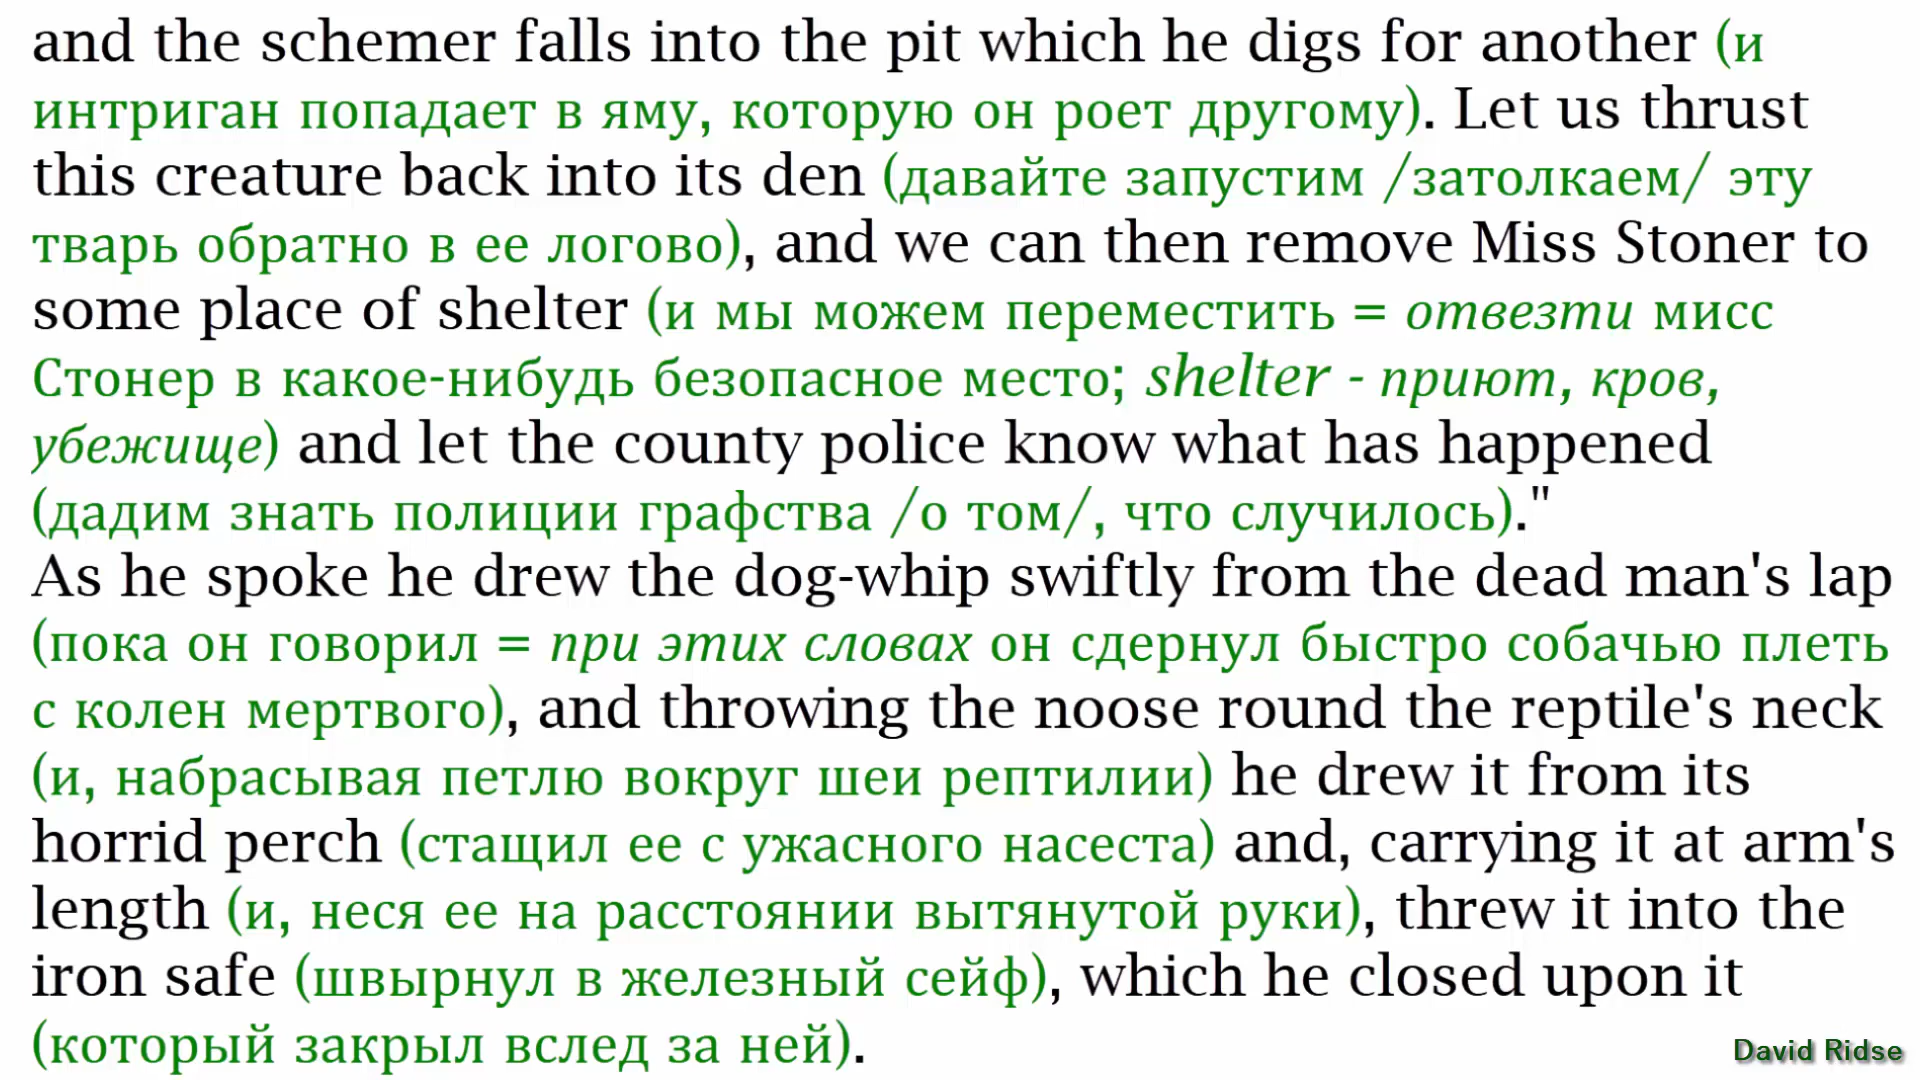 and the schemer falls into the pit which he digs for another (и
интриган попадает в яму, которую он роет другому). Let us thrust
this creature back into its den (давайте запустим /затолкаем/ эту
тварь обратно в ее логово), and we can then remove Miss Stoner to
some place of shelter (и мы можем переместить = отвезти мисс
Стонер в какое-нибудь безопасное место; shelter - приют, кров,
убежище) and let the county police know what has happened
(дадим знать полиции графства /о том/, что случилось)."
As he spoke he drew the dog-whip swiftly from the dead man's lap
(пока он говорил = при этих словах он сдернул быстро собачью плеть
с колен мертвого), and throwing the noose round the reptile's neck
(и, набрасывая петлю вокруг шеи рептилии) he drew it from its
horrid perch (стащил ее с ужасного насеста) and, carrying it at arm's
length (и, неся ее на расстоянии вытянутой руки), threw it into the
iron safe (швырнул в железный сейф), which he closed upon it
(который закрыл вслед за ней).
David Ridse